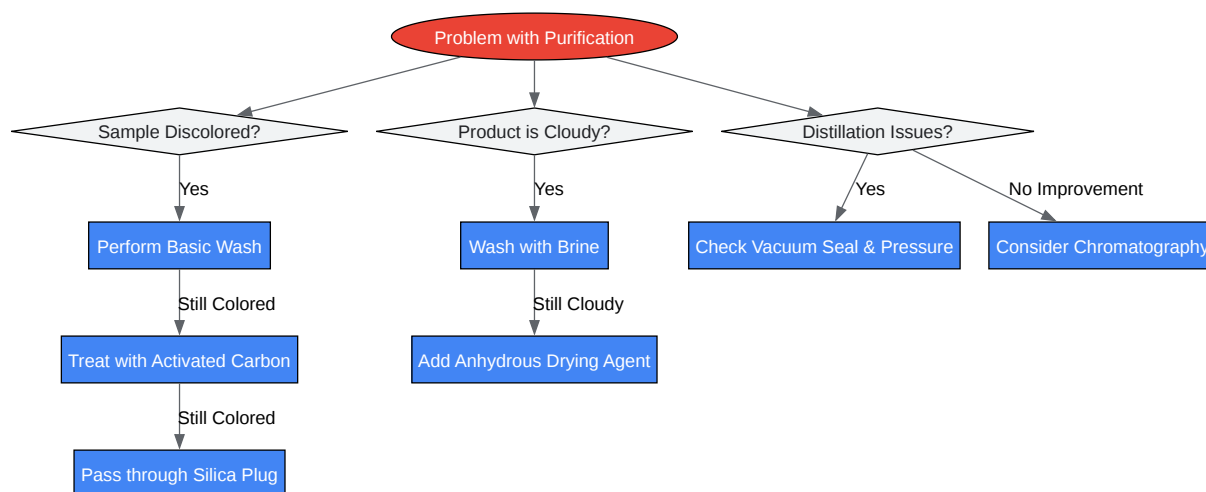 Problem with Purification
Sample Discolored?
Product is Cloudy?
Distillation Issues?
Yes
Yes
Yes
No Improvement
Perform Basic Wash
Wash with Brine
Check Vacuum Seal & Pressure
Consider Chromatography
Still Colored
Still Cloudy
Treat with Activated Carbon
Add Anhydrous Drying Agent
Still Colored
Pass through Silica Plug